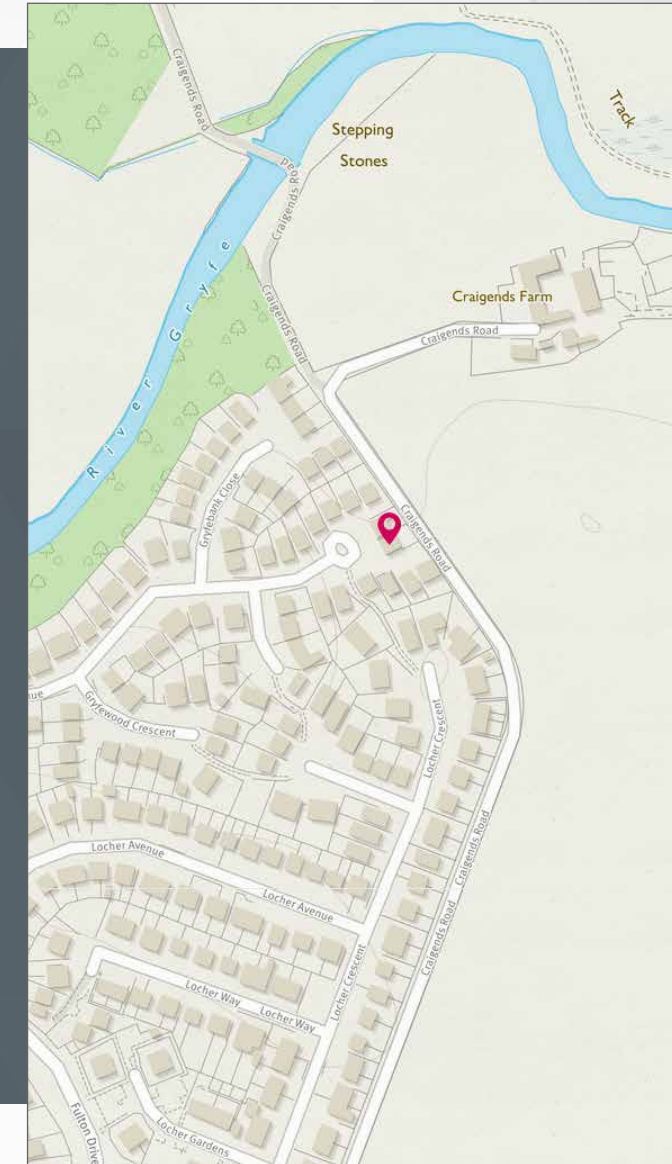 Craigends Road
Track
Stepping
Stones
Craigends Road
River Gryfe
Craigends Road
Craigends Farm
Craigends Road
Gryfebank Close
Craigends Road
ue
Gryfewood Crescent
Locher Crescent
Locher Avenue
Craigends Road
Locher Avenue
Craigends Road
Locher Crescent
Locher Way
Locher Way
Fulton Drive
Locher Gardens